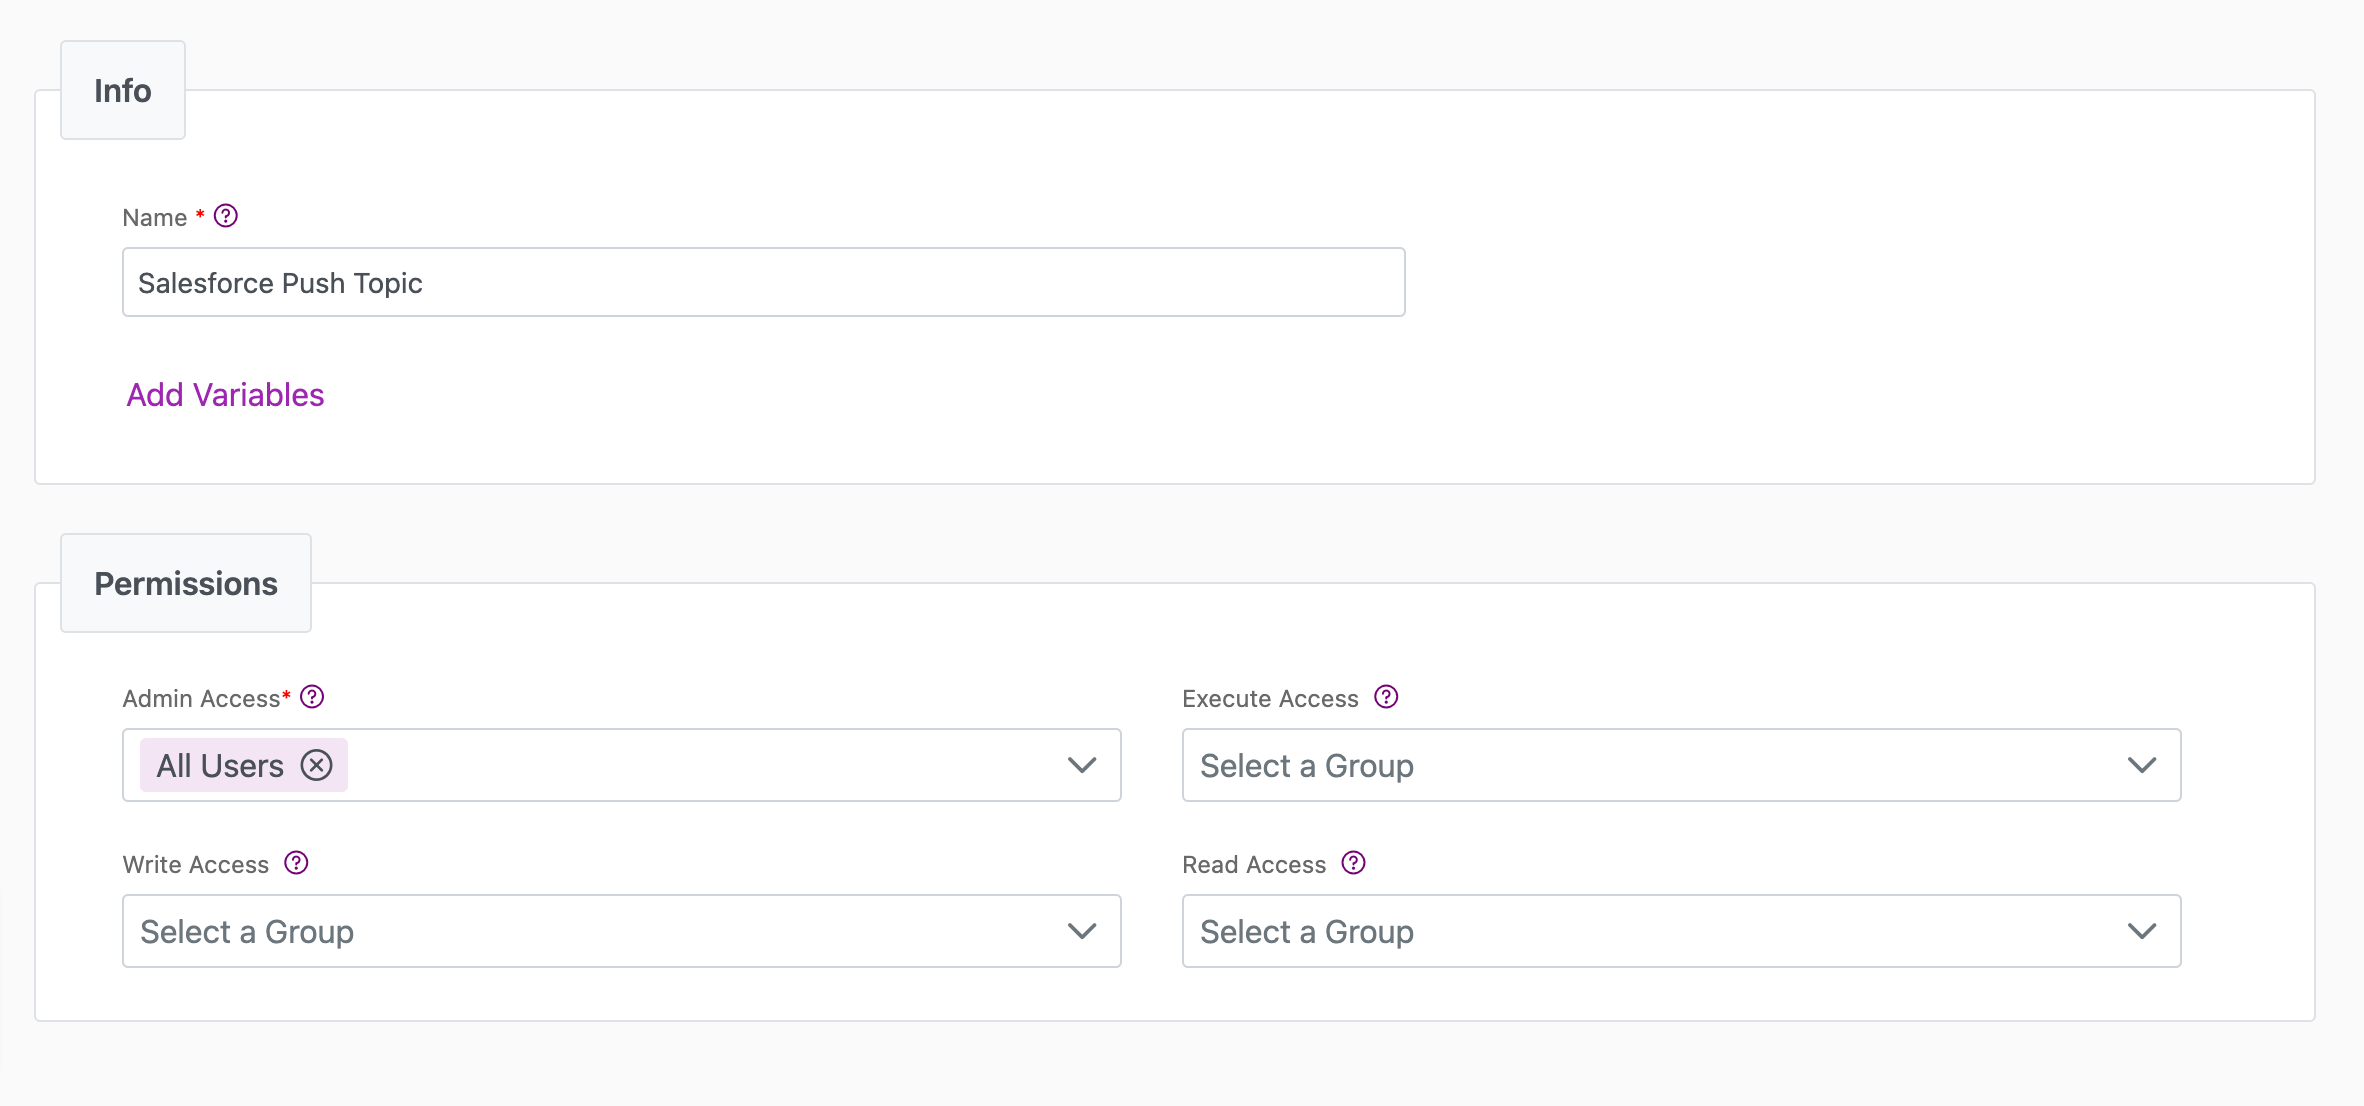 Info
Name *
Salesforce Push Topic
Add Variables
Permissions
Admin Access*
All Users
Execute Access
Select a Group
Write Access
Select a Group
Read Access
Select a Group